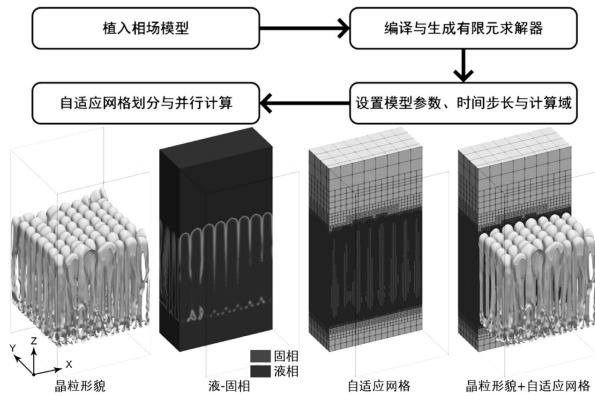 植入相场模型
编译与生成有限元求解器
自适应网格划分与并行计算
设置模型参数、时间步长与计算域
Z
Y
X
固相
液相
晶粒形貌
液-固相
自适应网格
晶粒形貌+自适应网格